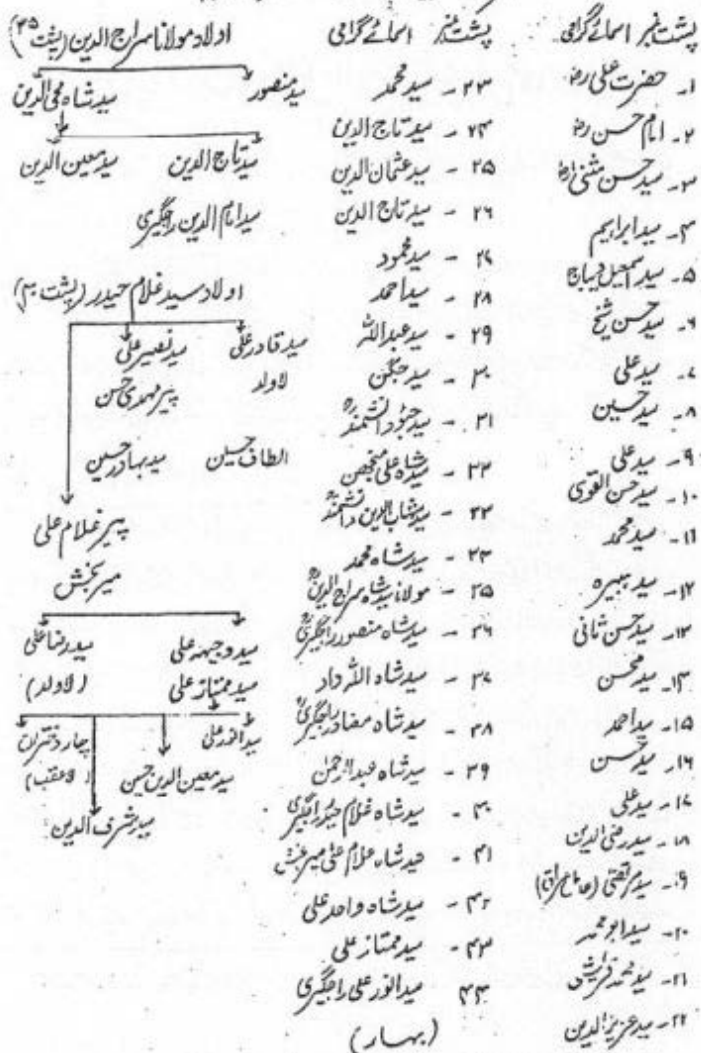 پشت نمبر اسمائے گرامی
۱۔ حضرت علی رضؓ
۲۔ امام حسن رضؓ
۳۔ سید حسن مثنیٰ رضؓ
۴۔ سید ابراہیم
۵۔ سید اسمعیل دیباج
۶۔ سید حسن شیخ
۷۔ سید علی
۸۔ سید حسین
۹۔ سید علی
۱۰۔ سید حسن القوی
۱۱۔ سید محمد
۱۲۔ سید ہبیرہ
۱۳۔ سید حسن ثانی
۱۴۔ سید محسن
۱۵۔ سید احمد
۱۶۔ سید حسن
۱۷۔ سید علی
۱۸۔ سید رضی الدین
۱۹۔ سید مرتضیٰ
۲۰۔ سید ابو محمد
۲۱۔ سید محمد قریش
۲۲۔ سید عزیز الدین
پشت نمبر اسمائے گرامی
۲۳ ۔ سید محمد
۲۴ ۔ سید تاج الدین
۲۵ ۔ سید عثمان الدین
۲۶ ۔ سید تاج الدین
۲۷ ۔ سید محمود
۲۸ ۔ سید احمد
۲۹ ۔ سید عبداللہ
۳۰ ۔ سید جگن
۳۱ ۔ سید دانشمندؒ
۳۲ ۔ سید شاہ علی منجھن
۳۳ ۔ سید شہاب الدین دانشمندؒ
۳۴ ۔ سید شاہ محمد
۳۵ ۔ مولانا سید شاہ سراج الدینؒ
۳۶ ۔ سید شاہ منصور راجگیریؒ
۳۷ ۔ سید شاہ اللہ داد
۳۸ ۔ سید شاہ راجگیریؒ
۳۹ ۔ سید شاہ عبدالرحمٰن
۴۰ ۔ سید شاہ غلام حیدر راجگیری
۴۱ ۔ سید شاہ غلام علی میر بخش
۴۲ ۔ سید شاہ واحد علی
۴۳ ۔ سید ممتاز علی
۴۴ سید انور علی راجگیری
(بہار)
اولاد مولانا سراج الدین (پشت ۳۵)
سید منصور سید شاہ محی الدین
سید تاج الدین سید معین الدین
سید امام الدین راجگیری
اولاد سید غلام حیدر (پشت ۴۰)
سید قادر علی سید نصیر علی
لاولد پیر مہدی حسن
الطاف حسین سید بہادر حسین
پیر غلام علی
میر بخش
سید وجہہ علی سید رضا علی
سید ممتاز علی (لاولد)
سید انور علی چہار دختران
سید معین الدین حسین (لا عقب)
سید شرف الدین